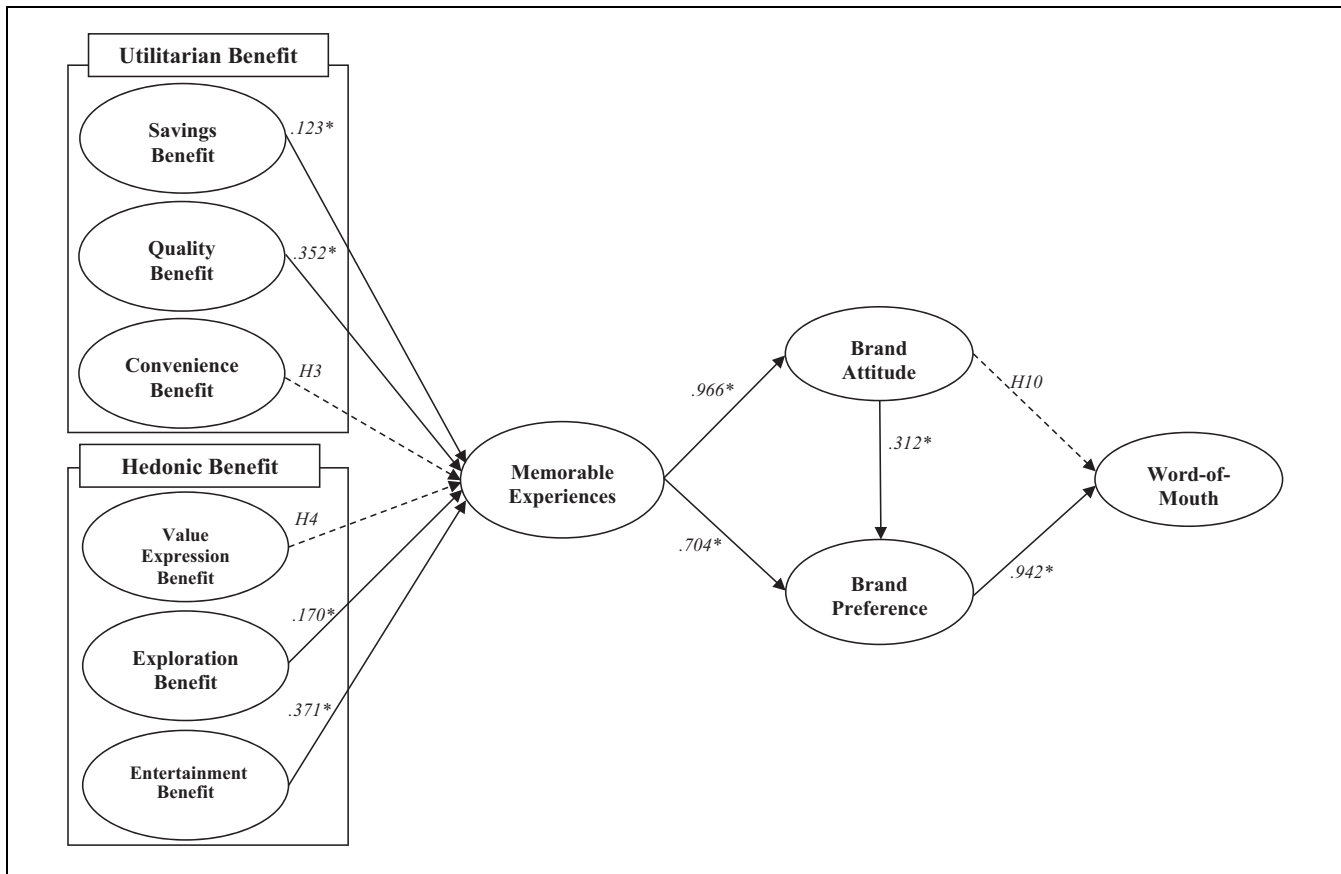 Utilitarian Benefit
Savings
Benefit
.123*
Quality
Benefit
.352*
Convenience
Benefit
H3
Hedonic Benefit
Value
Expression
Benefit
H4
Exploration
Benefit
.170*
Entertainment
Benefit
.371*
Memorable
Experiences
.966*
.704*
Brand
Attitude
.312*
Brand
Preference
H10
.942*
Word-of-
Mouth